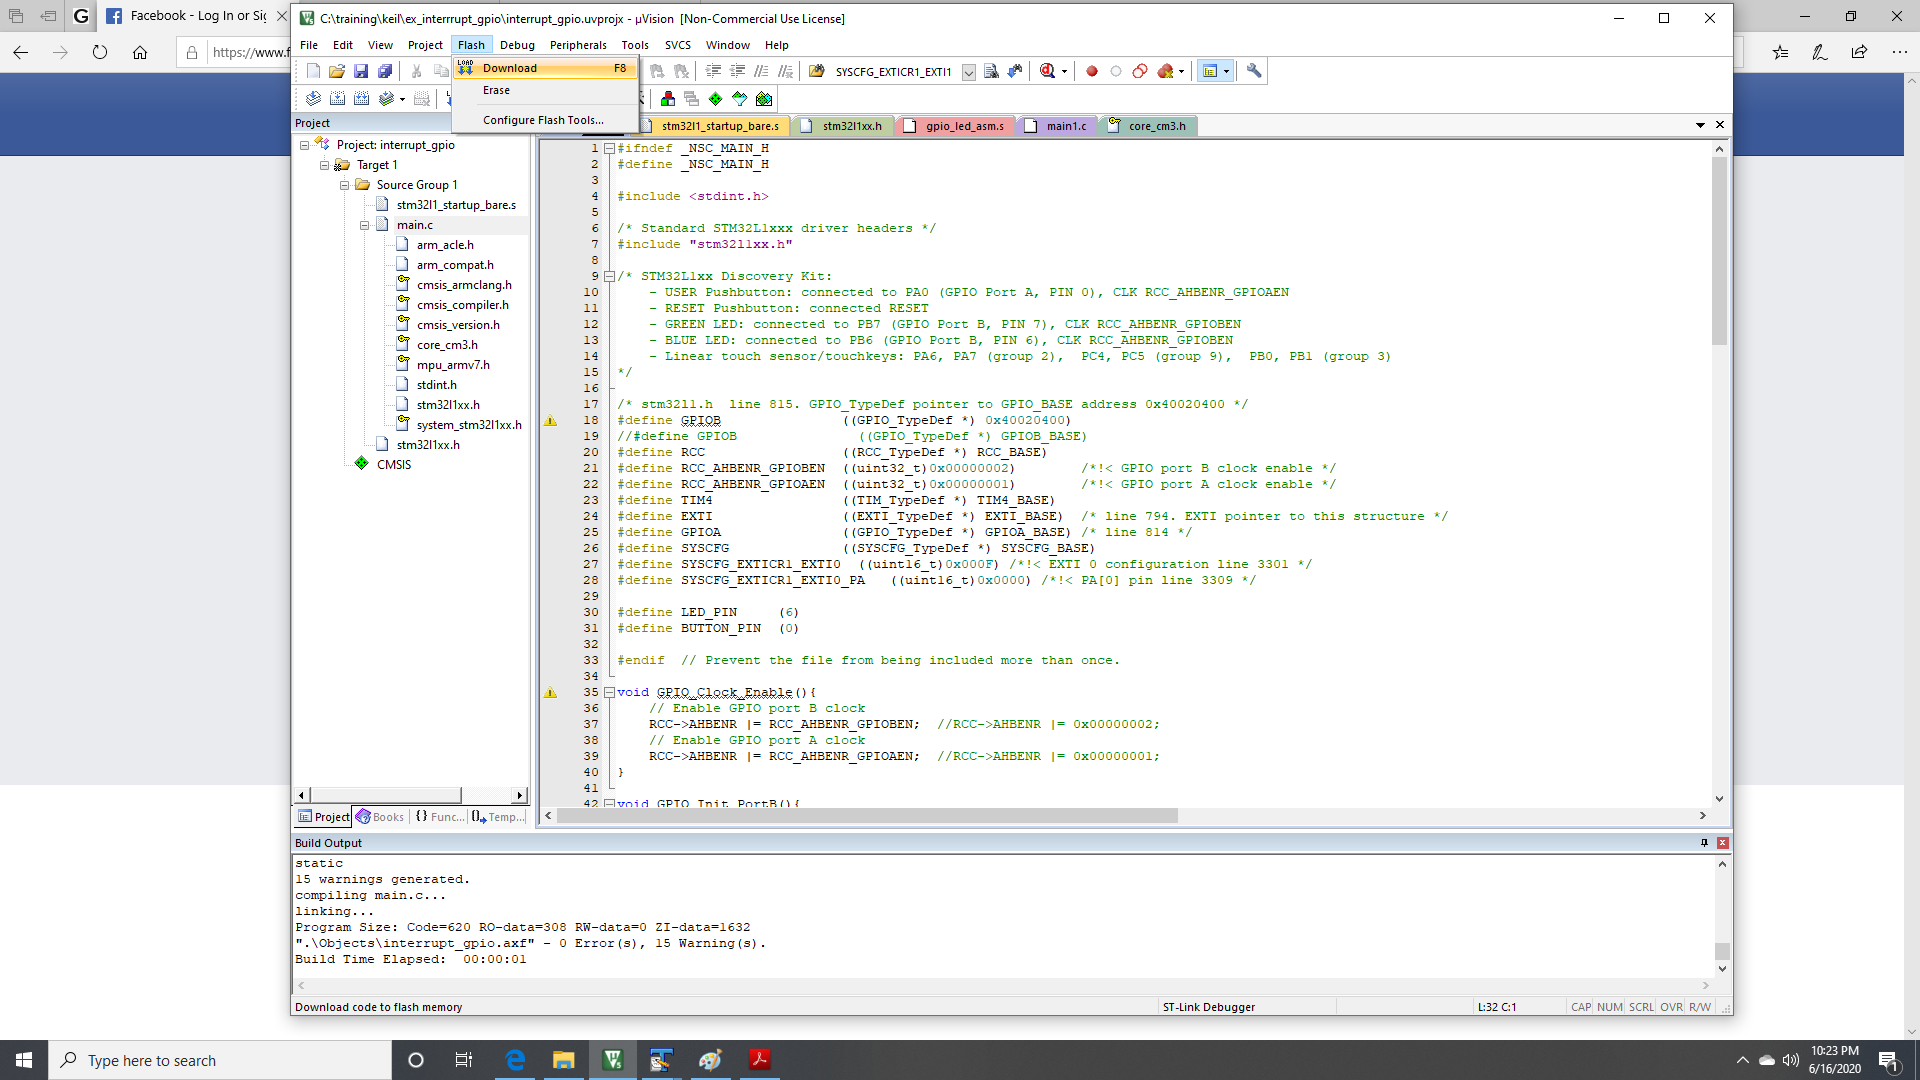 Facebook - Log In or Si
https://www.f
C:\training\keil\ex_interrrupt_gpio\interrupt_gpio.uvprojx - µVision  [Non-Commercial Use License]
File Edit View Project Flash Debug Peripherals Tools SVCS Window Help
LOAD Download F8
Erase
Configure Flash Tools...
SYSCFG_EXTICR1_EXTI1
Project
stm32l1_startup_bare.s stm32l1xx.h gpio_led_asm.s main1.c core_cm3.h
Project: interrupt_gpio
Target 1
Source Group 1
stm32l1_startup_bare.s
main.c
arm_acle.h
arm_compat.h
cmsis_armclang.h
cmsis_compiler.h
cmsis_version.h
core_cm3.h
mpu_armv7.h
stdint.h
stm32l1xx.h
system_stm32l1xx.h
stm32l1xx.h
CMSIS
Project Books {} Func... Temp...
1 #ifndef _NSC_MAIN_H
2 #define _NSC_MAIN_H
3
4 #include <stdint.h>
5
6 /* Standard STM32L1xxx driver headers */
7 #include "stm32l1xx.h"
8
9 /* STM32L1xx Discovery Kit:
10 - USER Pushbutton: connected to PA0 (GPIO Port A, PIN 0), CLK RCC_AHBENR_GPIOAEN
11 - RESET Pushbutton: connected RESET
12 - GREEN LED: connected to PB7 (GPIO Port B, PIN 7), CLK RCC_AHBENR_GPIOBEN
13 - BLUE LED: connected to PB6 (GPIO Port B, PIN 6), CLK RCC_AHBENR_GPIOBEN
14 - Linear touch sensor/touchkeys: PA6, PA7 (group 2),  PC4, PC5 (group 9),  PB0, PB1 (group 3)
15 */
16
17 /* stm32l1.h  line 815. GPIO_TypeDef pointer to GPIO_BASE address 0x40020400 */
18 #define GPIOB ((GPIO_TypeDef *) 0x40020400)
19 //#define GPIOB ((GPIO_TypeDef *) GPIOB_BASE)
20 #define RCC ((RCC_TypeDef *) RCC_BASE)
21 #define RCC_AHBENR_GPIOBEN ((uint32_t)0x00000002) /*!< GPIO port B clock enable */
22 #define RCC_AHBENR_GPIOAEN ((uint32_t)0x00000001) /*!< GPIO port A clock enable */
23 #define TIM4 ((TIM_TypeDef *) TIM4_BASE)
24 #define EXTI ((EXTI_TypeDef *) EXTI_BASE) /* line 794. EXTI pointer to this structure */
25 #define GPIOA ((GPIO_TypeDef *) GPIOA_BASE) /* line 814 */
26 #define SYSCFG ((SYSCFG_TypeDef *) SYSCFG_BASE)
27 #define SYSCFG_EXTICR1_EXTI0 ((uint16_t)0x000F) /*!< EXTI 0 configuration line 3301 */
28 #define SYSCFG_EXTICR1_EXTI0_PA ((uint16_t)0x0000) /*!< PA[0] pin line 3309 */
29
30 #define LED_PIN (6)
31 #define BUTTON_PIN (0)
32
33 #endif  // Prevent the file from being included more than once.
34
35 void GPIO_Clock_Enable(){
36 // Enable GPIO port B clock
37 RCC->AHBENR |= RCC_AHBENR_GPIOBEN;  //RCC->AHBENR |= 0x00000002;
38 // Enable GPIO port A clock
39 RCC->AHBENR |= RCC_AHBENR_GPIOAEN;  //RCC->AHBENR |= 0x00000001;
40 }
41
42 void GPIO_Init_PortB(){
Build Output
static
15 warnings generated.
compiling main.c...
linking...
Program Size: Code=620 RO-data=308 RW-data=0 ZI-data=1632
".\Objects\interrupt_gpio.axf" - 0 Error(s), 15 Warning(s).
Build Time Elapsed:  00:00:01
Download code to flash memory ST-Link Debugger L:32 C:1 CAP NUM SCRL OVR R/W
Type here to search
10:23 PM
6/16/2020
1